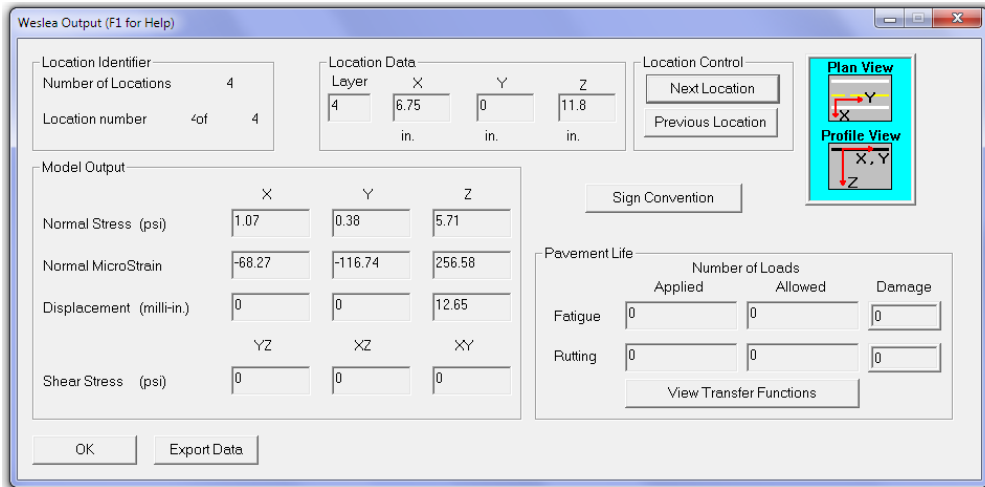 Weslea Output (F1 for Help)
Location Identifier
Number of Locations 4
Location number of 4
Location Data
Layer X Y Z
4 6.75 0 11.8
in. in. in.
Location Control
Next Location
Previous Location
Plan View
Y
X
Profile View
X, Y
Z
Model Output
X Y Z
Normal Stress (psi) 1.07 0.38 5.71
Normal MicroStrain -68.27 -116.74 256.58
Displacement (milli-in.) 0 0 12.65
YZ XZ XY
Shear Stress (psi) 0 0 0
Sign Convention
Pavement Life
Number of Loads
Applied Allowed Damage
Fatigue 0 0 0
Rutting 0 0 0
View Transfer Functions
OK Export Data